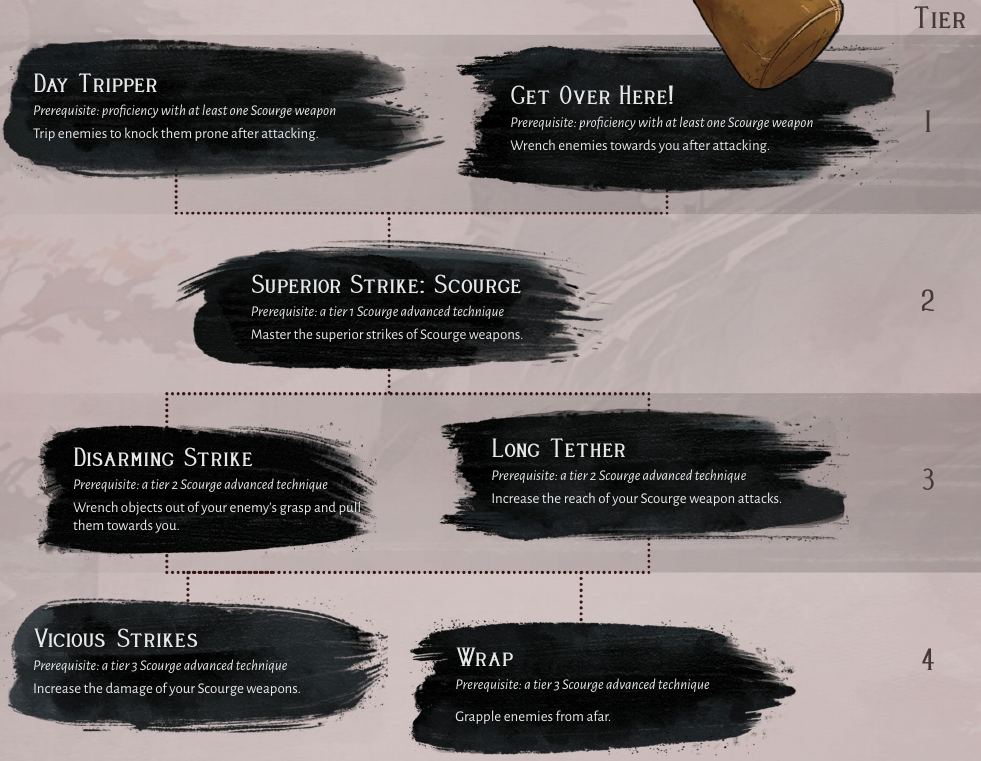 TIER
DAY TRIPPER
Prerequisite: proficiency with at least one Scourge weapon
Trip enemies to knock them prone after attacking.
GET OVER HERE!
Prerequisite: proficiency with at least one Scourge weapon
Wrench enemies towards you after attacking.
1
SUPERIOR STRIKE: SCOURGE
Prerequisite: a tier 1 Scourge advanced technique
Master the superior strikes of Scourge weapons.
2
DISARMING STRIKE
Prerequisite: a tier 2 Scourge advanced technique
Wrench objects out of your enemy's grasp and pull
them towards you.
LONG TETHER
Prerequisite: a tier 2 Scourge advanced technique
Increase the reach of your Scourge weapon attacks.
3
VICIOUS STRIKES
Prerequisite: a tier 3 Scourge advanced technique
Increase the damage of your Scourge weapons.
WRAP
Prerequisite: a tier 3 Scourge advanced technique
Grapple enemies from afar.
4